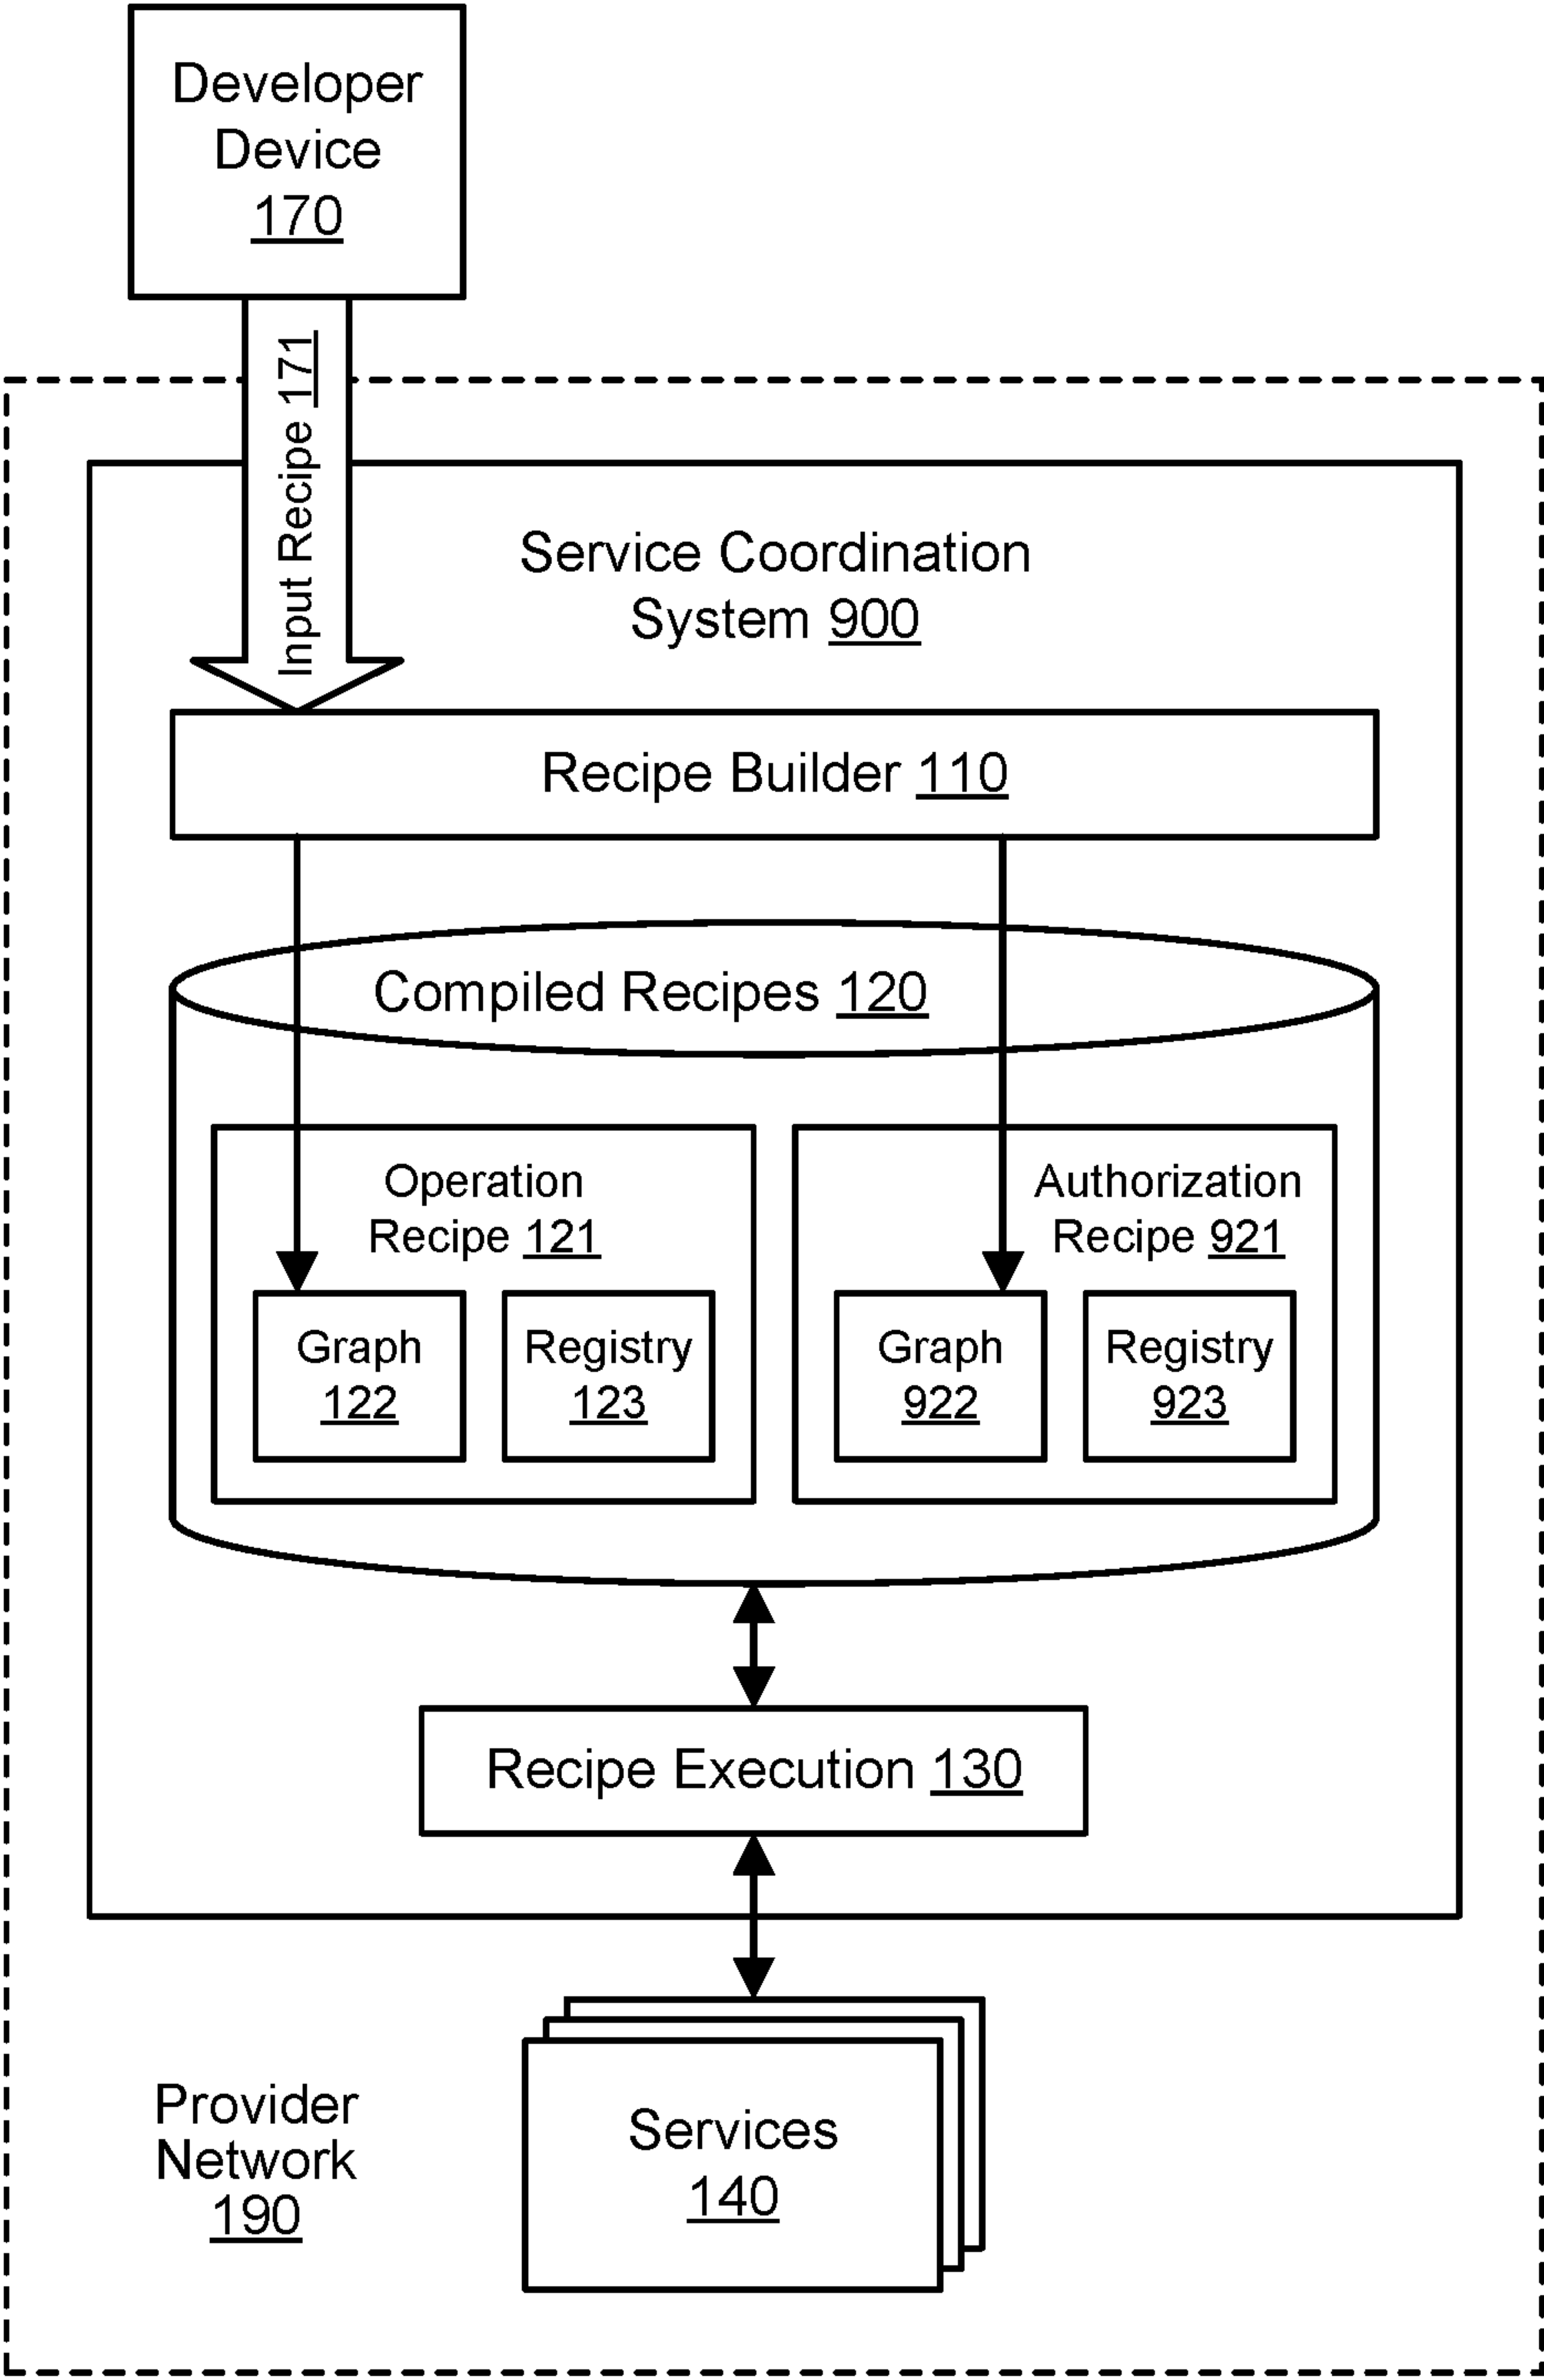 Developer
Device
170
Input Recipe 171
Service Coordination
System 900
Recipe Builder 110
Compiled Recipes 120
Operation
Recipe 121
Graph
122
Registry
123
Authorization
Recipe 921
Graph
922
Registry
923
Recipe Execution 130
Services
140
Provider
Network
190